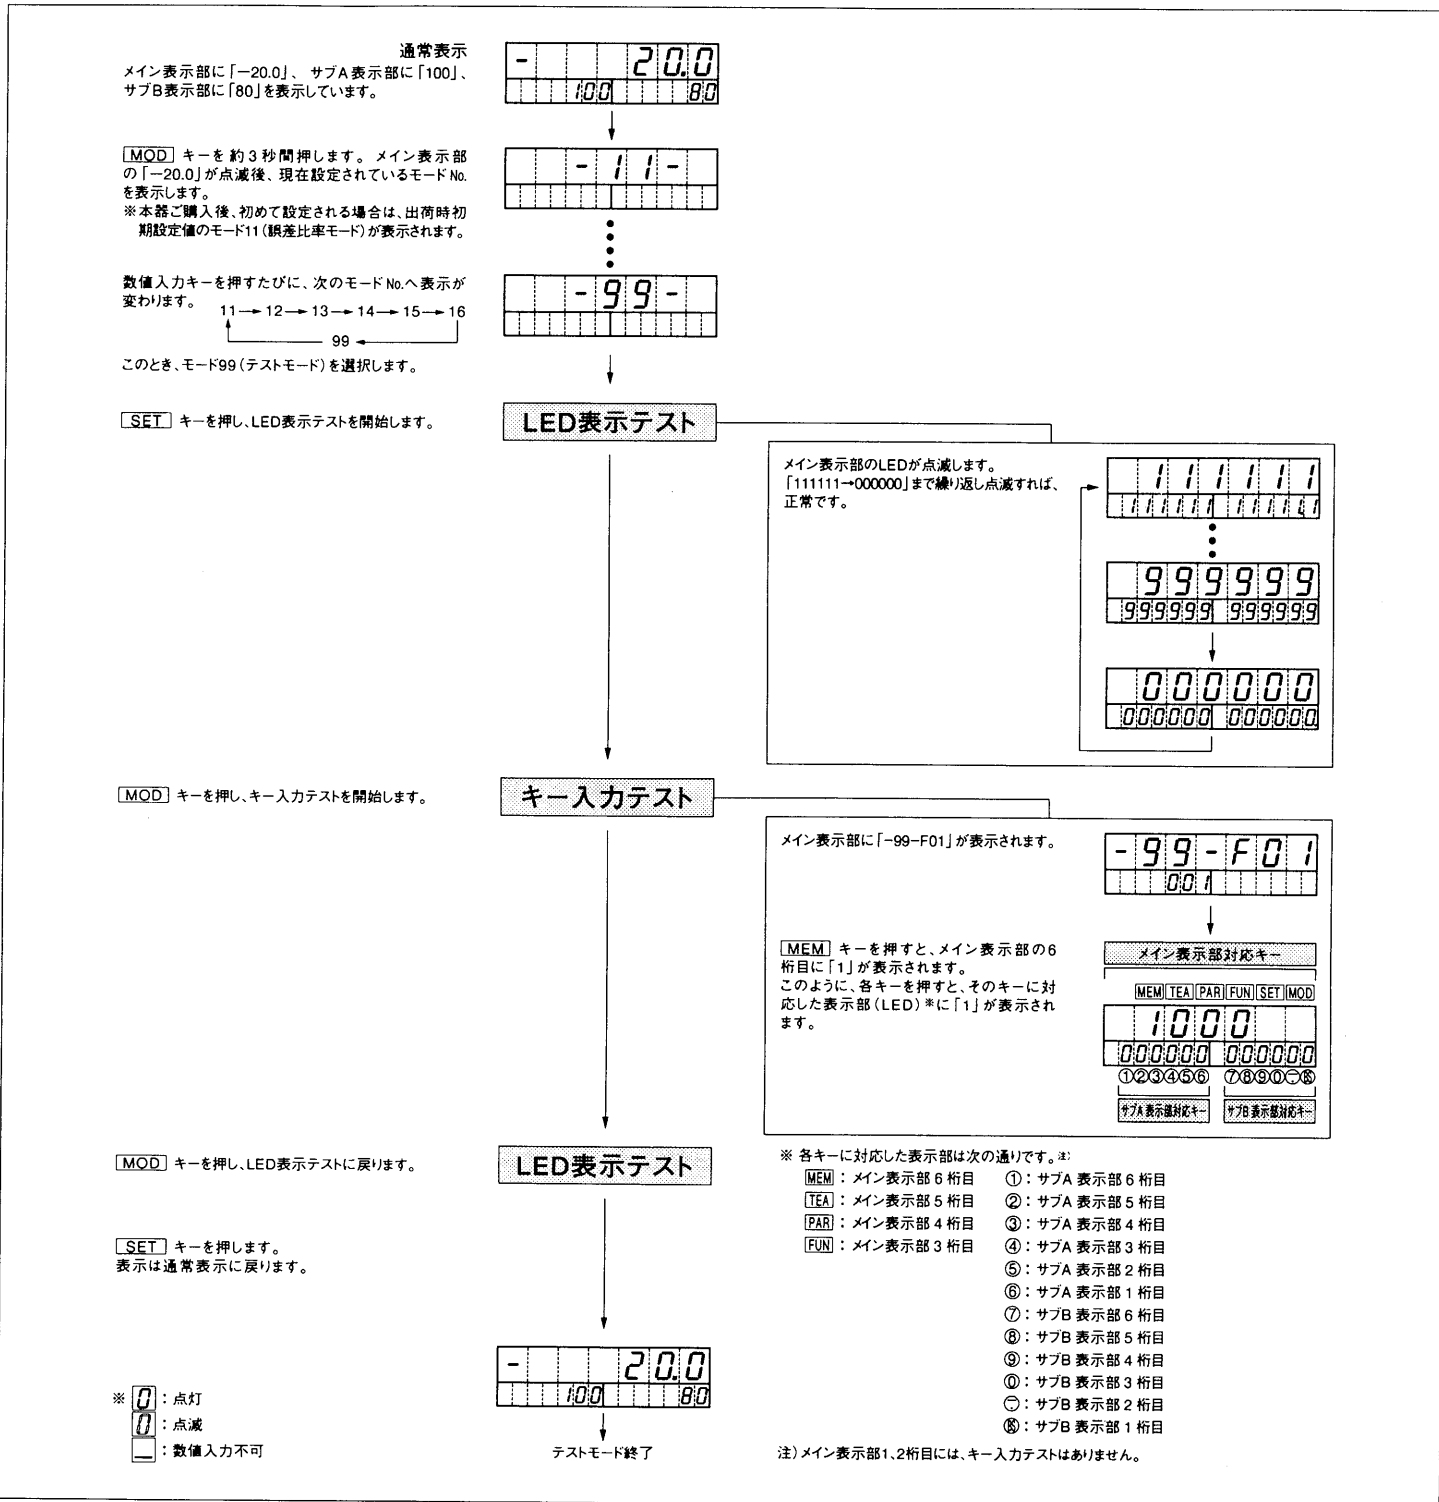 通常表示
メイン表示部に「−20.0」、サブA表示部に「100」、
サブB表示部に「80」を表示しています。
- 20.0
100 80
MOD キーを約3秒間押します。メイン表示部
の「−20.0」が点滅後、現在設定されているモードNo.
を表示します。
※本器ご購入後、初めて設定される場合は、出荷時初
期設定値のモード11(誤差比率モード)が表示されます。
-11-
数値入力キーを押すたびに、次のモードNo.へ表示が
変わります。
11→12→13→14→15→16
99
-99-
このとき、モード99(テストモード)を選択します。
SET キーを押し、LED表示テストを開始します。
LED表示テスト
メイン表示部のLEDが点滅します。
「111111→000000」まで繰り返し点滅すれば、
正常です。
111111
111111 111111
999999
999999 999999
000000
000000 000000
MOD キーを押し、キー入力テストを開始します。
キー入力テスト
メイン表示部に「-99-F01」が表示されます。
-99-F01
001
MEM キーを押すと、メイン表示部の6
桁目に「1」が表示されます。
このように、各キーを押すと、そのキーに対
応した表示部(LED)※に「1」が表示され
ます。
メイン表示部対応キー
MEM TEA PAR FUN SET MOD
1000
000000 000000
①②③④⑤⑥ ⑦⑧⑨⓪
サブA表示部対応キー サブB表示部対応キー
MOD キーを押し、LED表示テストに戻ります。
LED表示テスト
SET キーを押します。
表示は通常表示に戻ります。
- 20.0
100 80
テストモード終了
※ 0:点灯
0:点滅
_:数値入力不可
※ 各キーに対応した表示部は次の通りです。注)
MEM:メイン表示部6桁目 ①:サブA表示部6桁目
TEA:メイン表示部5桁目 ②:サブA表示部5桁目
PAR:メイン表示部4桁目 ③:サブA表示部4桁目
FUN:メイン表示部3桁目 ④:サブA表示部3桁目
⑤:サブA表示部2桁目
⑥:サブA表示部1桁目
⑦:サブB表示部6桁目
⑧:サブB表示部5桁目
⑨:サブB表示部4桁目
⓪:サブB表示部3桁目
:サブB表示部2桁目
:サブB表示部1桁目
注)メイン表示部1、2桁目には、キー入力テストはありません。